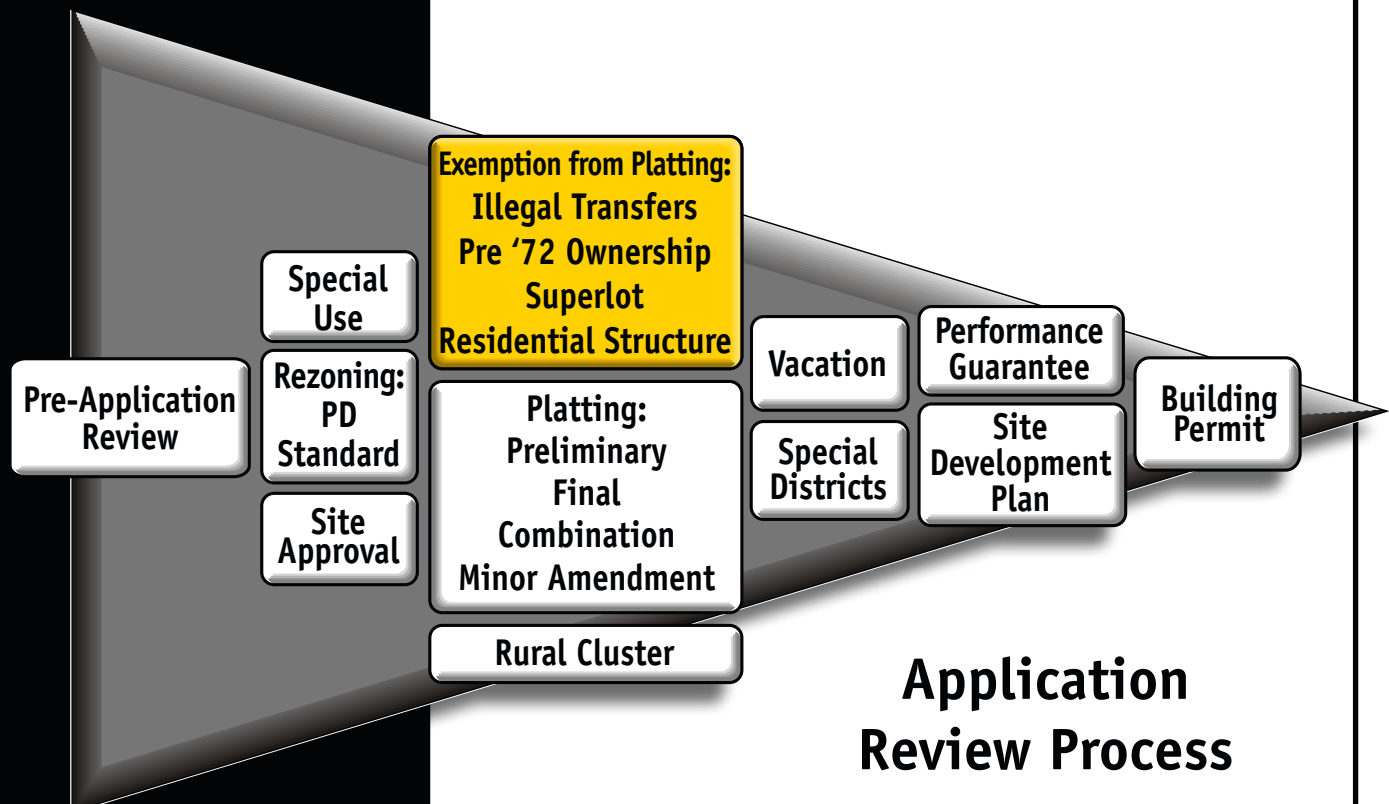 Pre-Application
Review
Special
Use
Rezoning:
PD
Standard
Site
Approval
Exemption from Platting:
Illegal Transfers
Pre ‘72 Ownership
Superlot
Residential Structure
Platting:
Preliminary
Final
Combination
Minor Amendment
Rural Cluster
Vacation
Special
Districts
Performance
Guarantee
Site
Development
Plan
Building
Permit
Application
Review Process